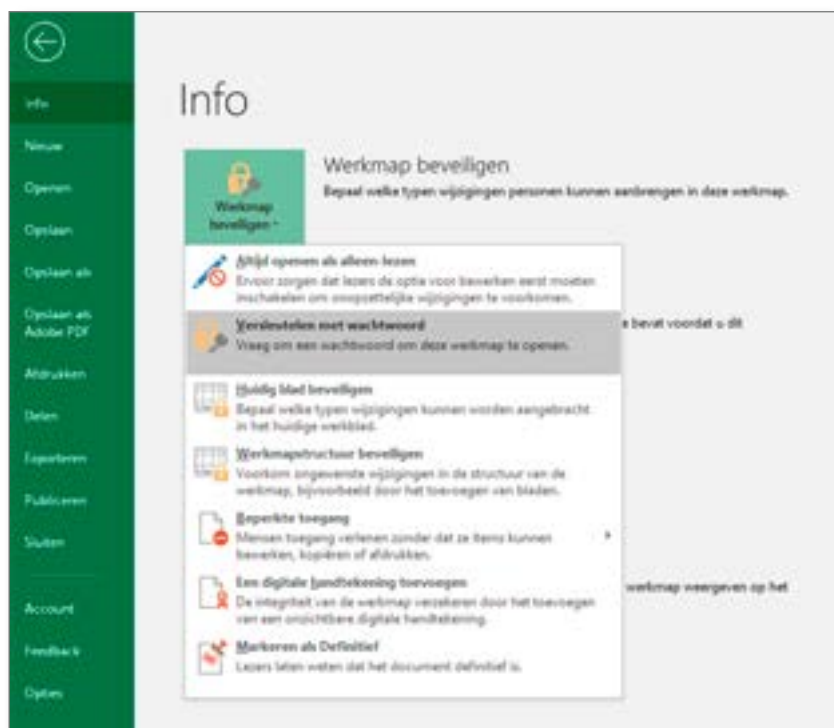 Info
Nieuw
Openen
Opslaan
Opslaan als
Opslaan als
Adobe PDF
Afdrukken
Delen
Exporteren
Publiceren
Sluiten
Account
Feedback
Opties
Info
Werkmap
beveiligen
Werkmap beveiligen
Bepaal welke typen wijzigingen personen kunnen aanbrengen in deze werkmap.
Altijd openen als alleen-lezen
Ervoor zorgen dat lezers de optie voor bewerken eerst moeten
inschakelen om onopzettelijke wijzigingen te voorkomen.
Versleutelen met wachtwoord
Vraag om een wachtwoord om deze werkmap te openen.
e bevat voordat u dit
Huidig blad beveiligen
Bepaal welke typen wijzigingen kunnen worden aangebracht
in het huidige werkblad.
Werkmapstructuur beveiligen
Voorkom ongewenste wijzigingen in de structuur van de
werkmap, bijvoorbeeld door het toevoegen van bladen.
Beperkte toegang
Mensen toegang verlenen zonder dat ze items kunnen
bewerken, kopiëren of afdrukken.
Een digitale handtekening toevoegen
De integriteit van de werkmap verzekeren door het toevoegen
van een onzichtbare digitale handtekening.
werkmap weergeven op het
Markeren als Definitief
Lezers laten weten dat het document definitief is.